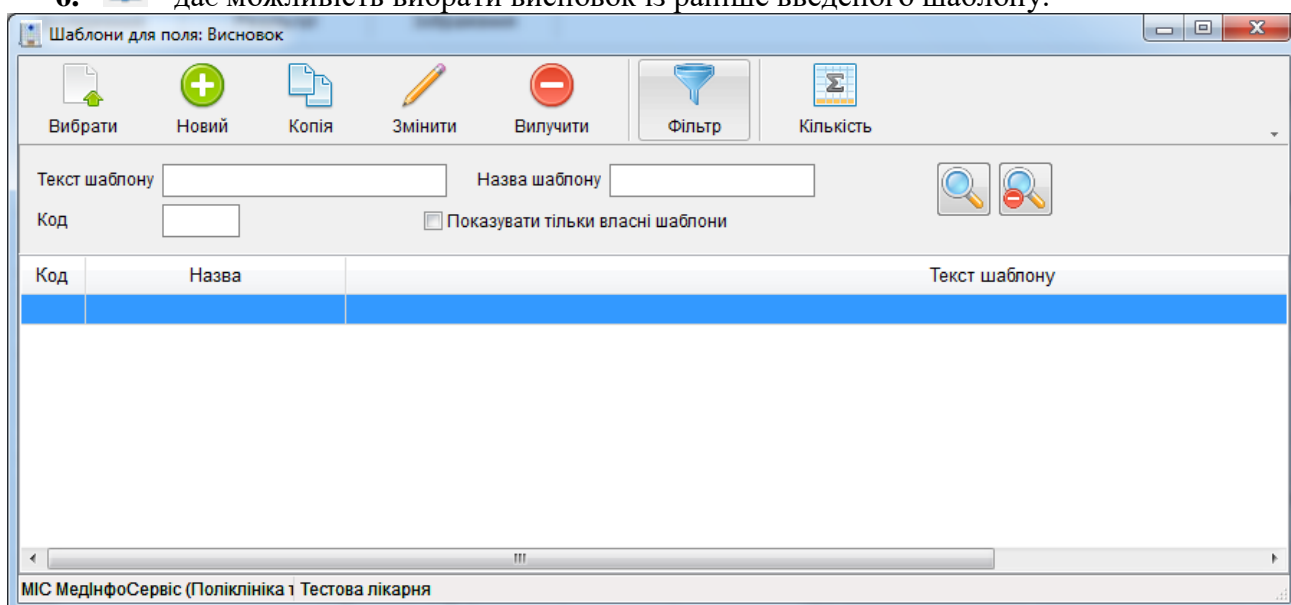 дає можливість вибрати висновок із раніше введеного шаблону.
Шаблони для поля: Висновок
Вибрати Новий Копія Змінити Вилучити Фільтр Кількість
Текст шаблону Назва шаблону
Код Показувати тільки власні шаблони
Код Назва Текст шаблону
МІС МедІнфоСервіс (Поліклініка Тестова лікарня